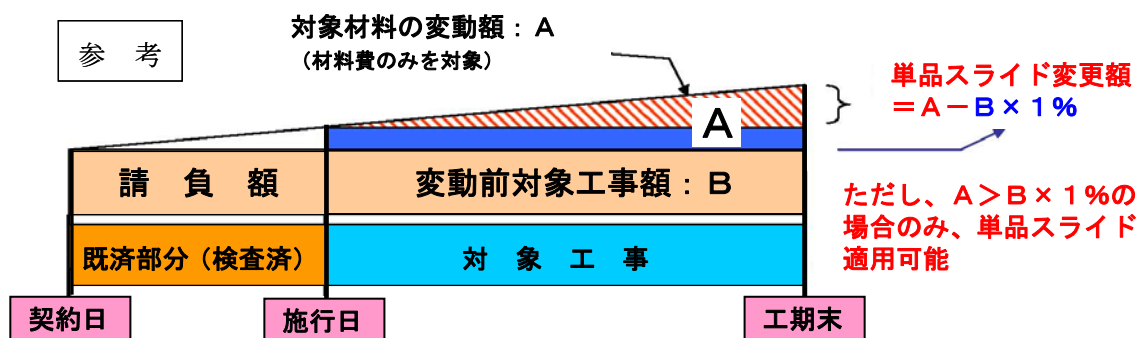 参　考
対象材料の変動額：Ａ
（材料費のみを対象）
単品スライド変更額
＝Ａ－Ｂ×１％
Ａ
請　負　額
変動前対象工事額：Ｂ
ただし、Ａ＞Ｂ×１％の
場合のみ、単品スライド
適用可能
既済部分（検査済）
対　象　工　事
契約日
施行日
工期末